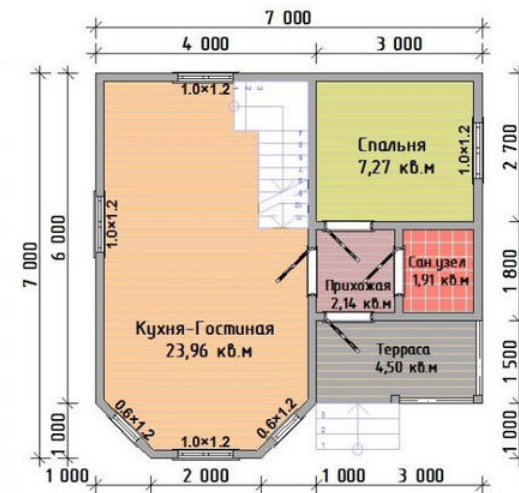 7 000
4 000
3 000
1.0×1.2
1.0×1.2
1.0×1.2
Спальня
7,27 кв.м
2 700
7 000
6 000
1 800
Сан.узел
1,91 кв.м
Прихожая
2,14 кв.м
Кухня-Гостиная
23,96 кв.м
Терраса
4,50 кв.м
1 500
0.6×1.2
0.6×1.2
1.0×1.2
1 000
1 000
1 000
2 000
1 000
3 000